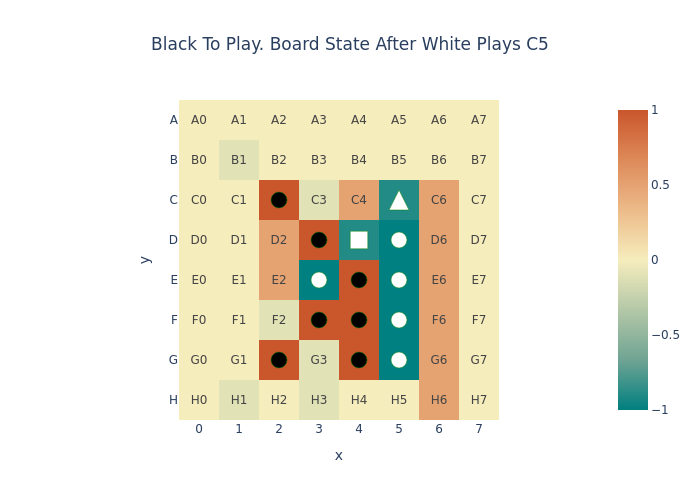 Black To Play. Board State After White Plays C5
A A0 A1 A2 A3 A4 A5 A6 A7
B B0 B1 B2 B3 B4 B5 B6 B7
C C0 C1 C3 C4 C6 C7
D D0 D1 D2 D6 D7
E E0 E1 E2 E6 E7
F F0 F1 F2 F6 F7
G G0 G1 G3 G6 G7
H H0 H1 H2 H3 H4 H5 H6 H7
0 1 2 3 4 5 6 7
x
y
1
0.5
0
−0.5
−1